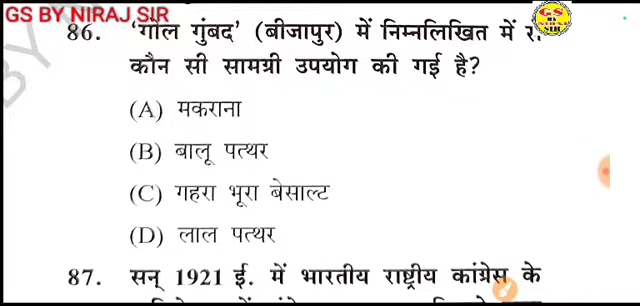 GS BY NIRAJ SIR
86. 'गोल गुंबद' (बीजापुर) में निम्नलिखित में
कौन सी सामग्री उपयोग की गई है?
(A) मकराना
(B) बालू पत्थर
(C) गहरा भूरा बेसाल्ट
(D) लाल पत्थर
87. सन् 1921 ई. में भारतीय राष्ट्रीय कांग्रेस के